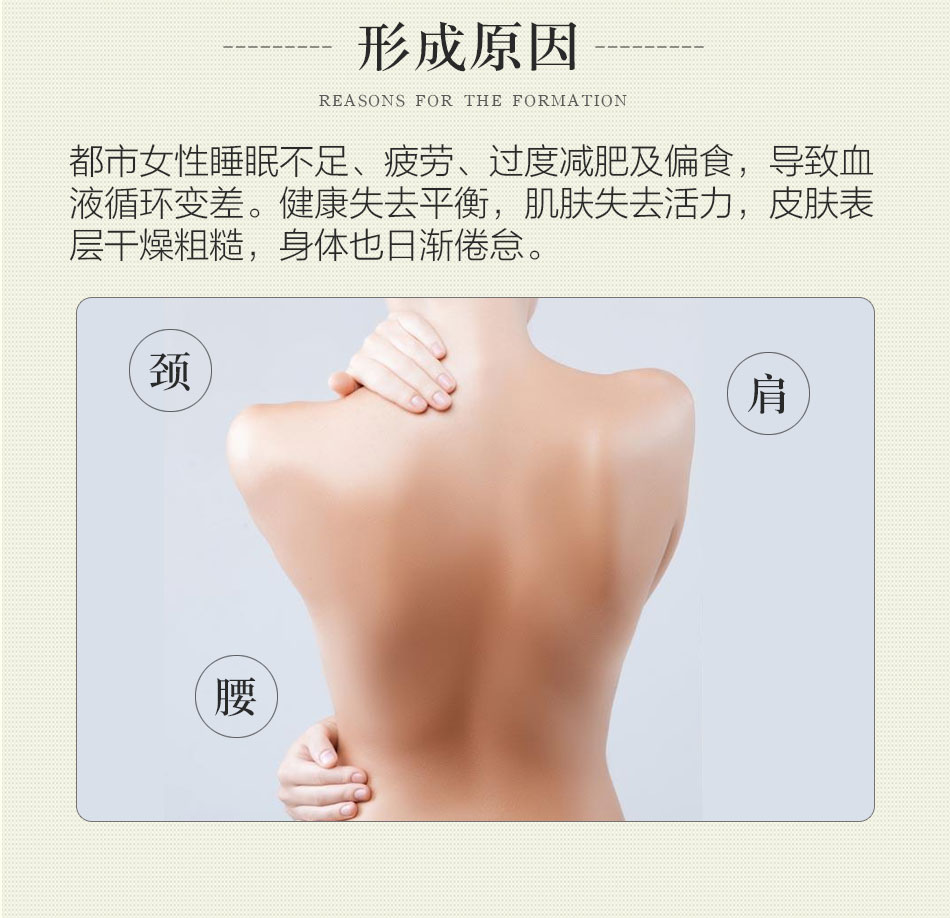 形成原因
REASONS FOR THE FORMATION
都市女性睡眠不足、疲劳、过度减肥及偏食，导致血
液循环变差。健康失去平衡，肌肤失去活力，皮肤表
层干燥粗糙，身体也日渐倦怠。
颈
肩
腰